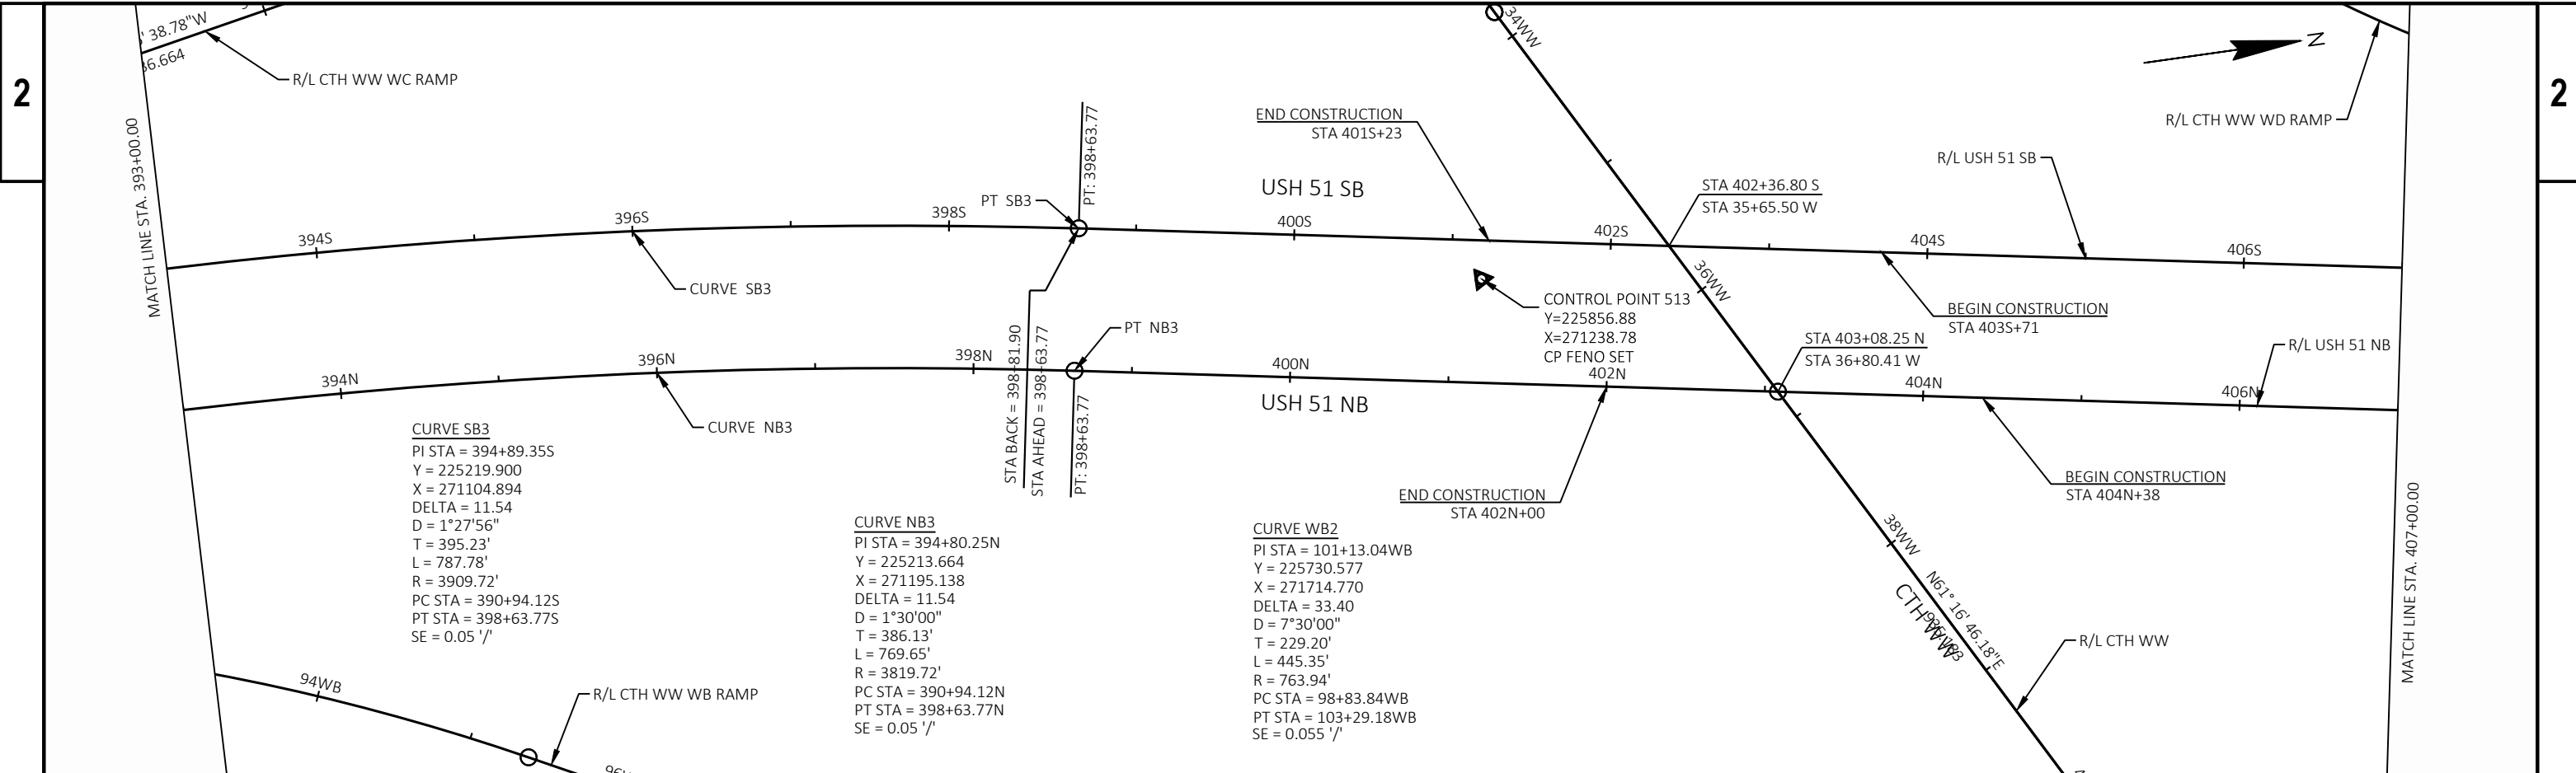 2
38.78"W
36.664
R/L CTH WW WC RAMP
MATCH LINE STA. 393+00.00
34WW
N
2
R/L CTH WW WD RAMP
END CONSTRUCTION
STA 401S+23
PT: 398+63.77
PT SB3
USH 51 SB
R/L USH 51 SB
STA 402+36.80 S
STA 35+65.50 W
394S
396S
398S
400S
402S
404S
406S
CURVE SB3
36WW
CONTROL POINT 513
Y=225856.88
X=271238.78
CP FENO SET
BEGIN CONSTRUCTION
STA 403S+71
STA BACK = 398+81.90
STA AHEAD = 398+63.77
PT NB3
STA 403+08.25 N
STA 36+80.41 W
R/L USH 51 NB
394N
396N
398N
400N
402N
404N
406N
PT: 398+63.77
USH 51 NB
CURVE NB3
CURVE SB3
PI STA = 394+89.35S
Y = 225219.900
X = 271104.894
DELTA = 11.54
D = 1°27'56"
T = 395.23'
L = 787.78'
R = 3909.72'
PC STA = 390+94.12S
PT STA = 398+63.77S
SE = 0.05 '/'
CURVE NB3
PI STA = 394+80.25N
Y = 225213.664
X = 271195.138
DELTA = 11.54
D = 1°30'00"
T = 386.13'
L = 769.65'
R = 3819.72'
PC STA = 390+94.12N
PT STA = 398+63.77N
SE = 0.05 '/'
CURVE WB2
PI STA = 101+13.04WB
Y = 225730.577
X = 271714.770
DELTA = 33.40
D = 7°30'00"
T = 229.20'
L = 445.35'
R = 763.94'
PC STA = 98+83.84WB
PT STA = 103+29.18WB
SE = 0.055 '/'
END CONSTRUCTION
STA 402N+00
BEGIN CONSTRUCTION
STA 404N+38
MATCH LINE STA. 407+00.00
38WW
N61° 16' 46.18"E
CTH WW
R/L CTH WW
94WB
R/L CTH WW WB RAMP